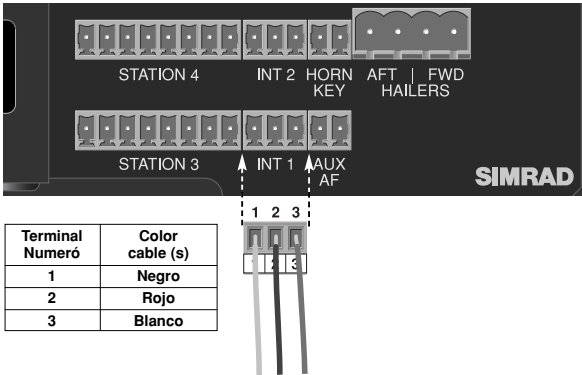 STATION 4 INT 2 HORN KEY AFT | FWD HAILERS
STATION 3 INT 1 AUX AF
SIMRAD
1 2 3
1 2 3
Terminal Numeró Color cable (s)
1 Negro
2 Rojo
3 Blanco